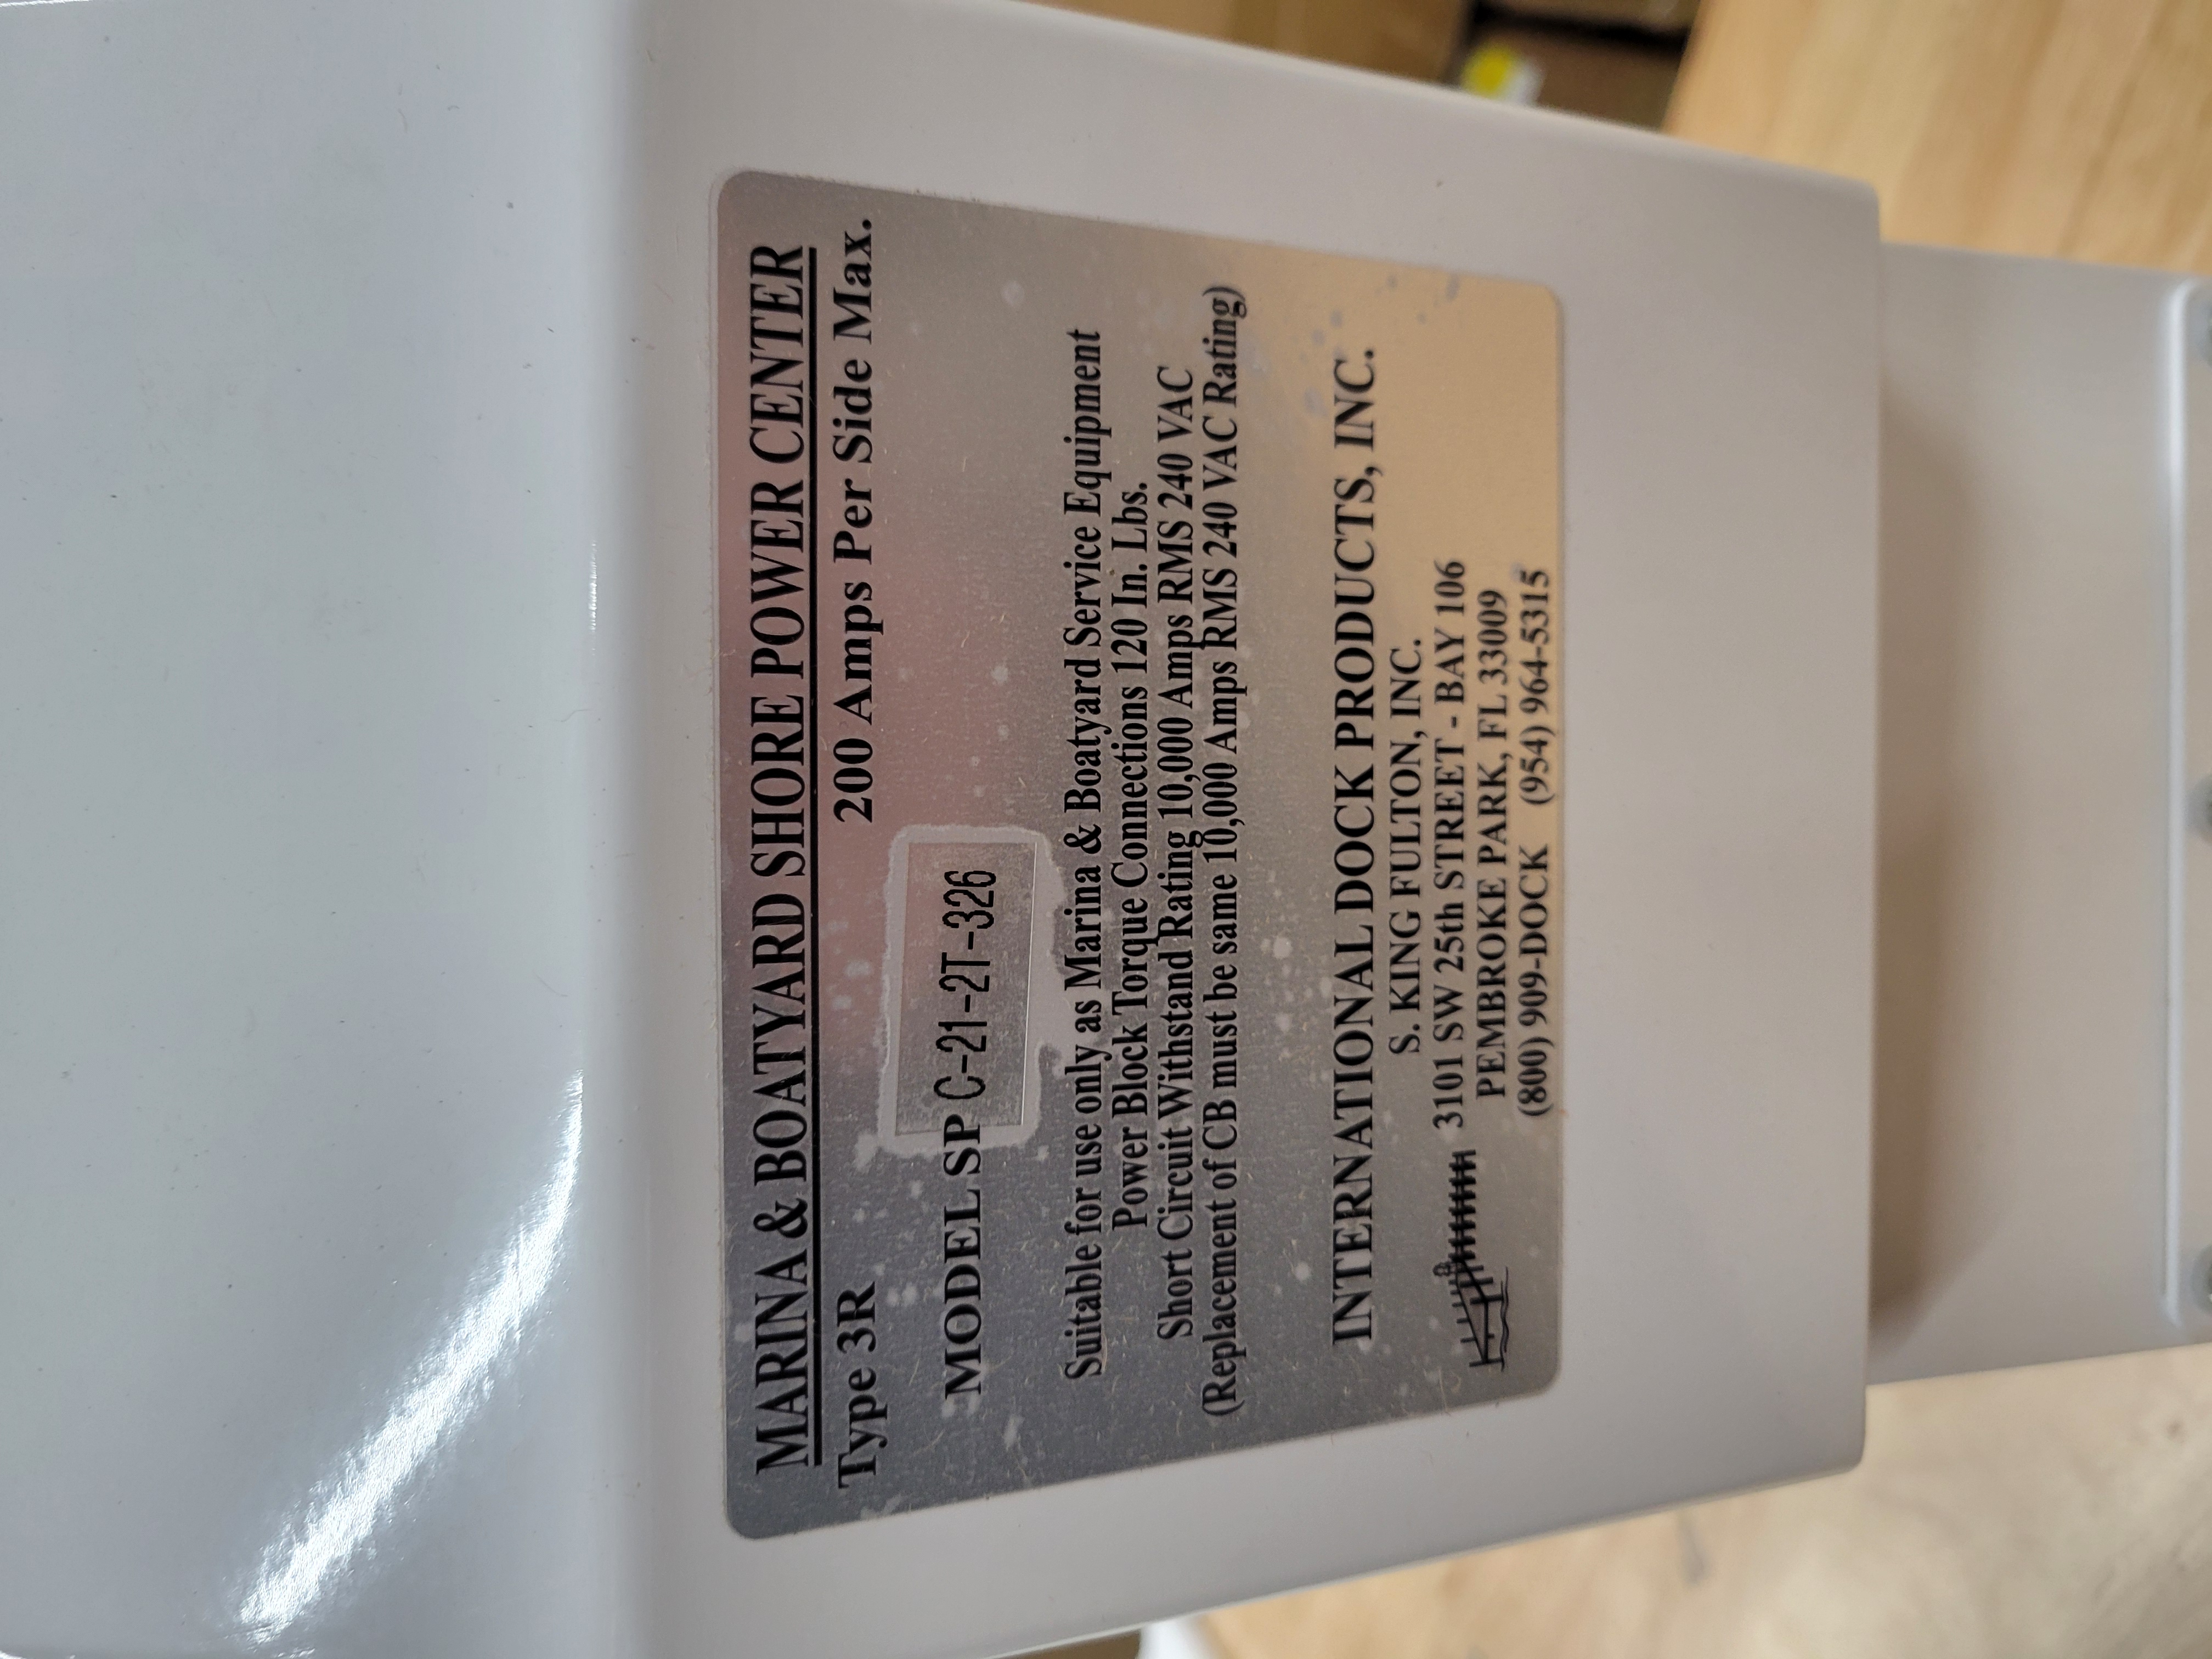 MARINA & BOATYARD SHORE POWER CENTER
Type 3R 200 Amps Per Side Max.
MODEL SP C-21-2T-326
Suitable for use only as Marina & Boatyard Service Equipment
Power Block Torque Connections 120 In. Lbs.
Short Circuit Withstand Rating 10,000 Amps RMS 240 VAC
(Replacement of CB must be same 10,000 Amps RMS 240 VAC Rating)
INTERNATIONAL DOCK PRODUCTS, INC.
S. KING FULTON, INC.
3101 SW 25th STREET - BAY 106
PEMBROKE PARK, FL 33009
(800) 909-DOCK (954) 964-5315